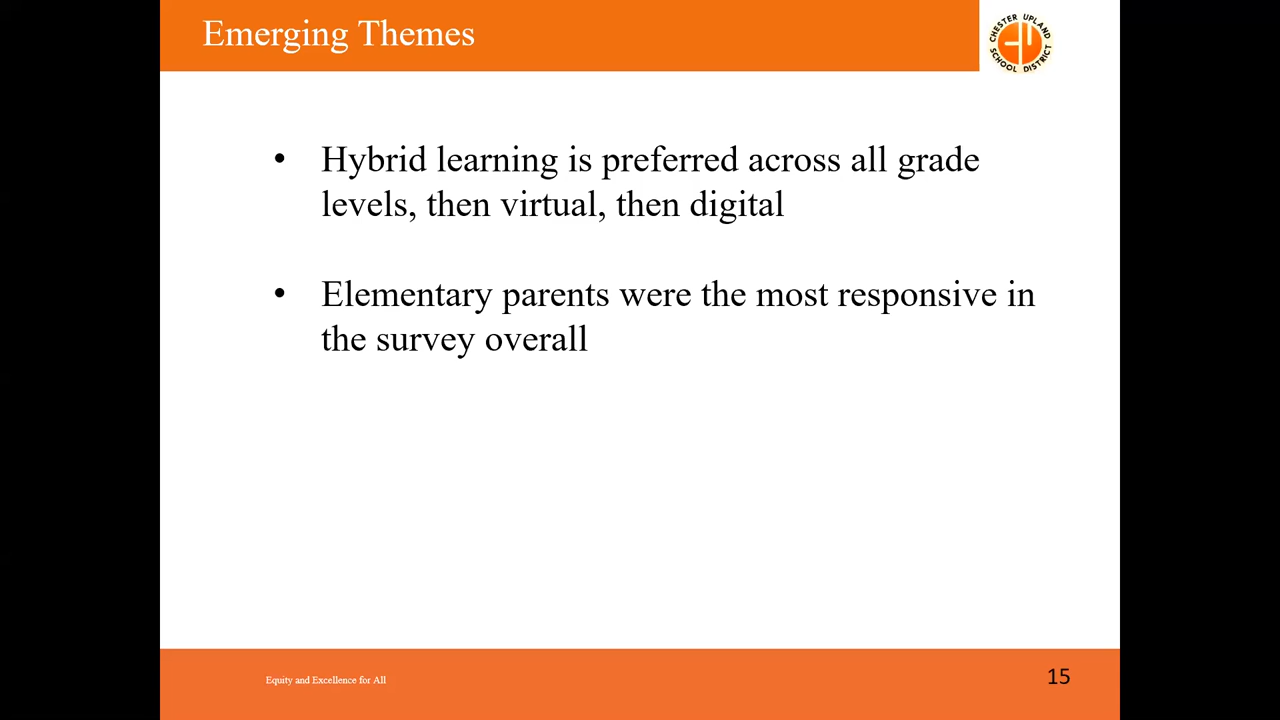 Emerging Themes
CHESTER UPLAND
SCHOOL DISTRICT
• Hybrid learning is preferred across all grade
levels, then virtual, then digital
• Elementary parents were the most responsive in
the survey overall
Equity and Excellence for All
15